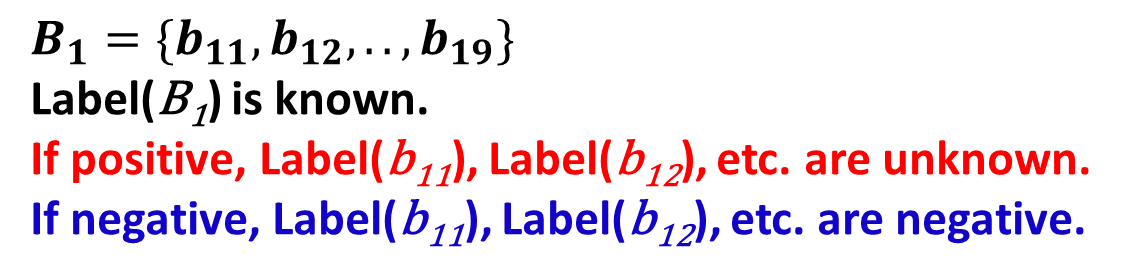 B₁ = {b₁₁, b₁₂, . . , b₁₉}
Label(B₁) is known.
If positive, Label(b₁₁), Label(b₁₂), etc. are unknown.
If negative, Label(b₁₁), Label(b₁₂), etc. are negative.